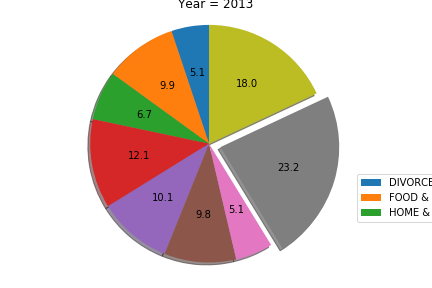 Year = 2013
5.1
18.0
9.9
6.7
23.2
12.1
10.1
9.8
5.1
DIVORCE
FOOD &
HOME &